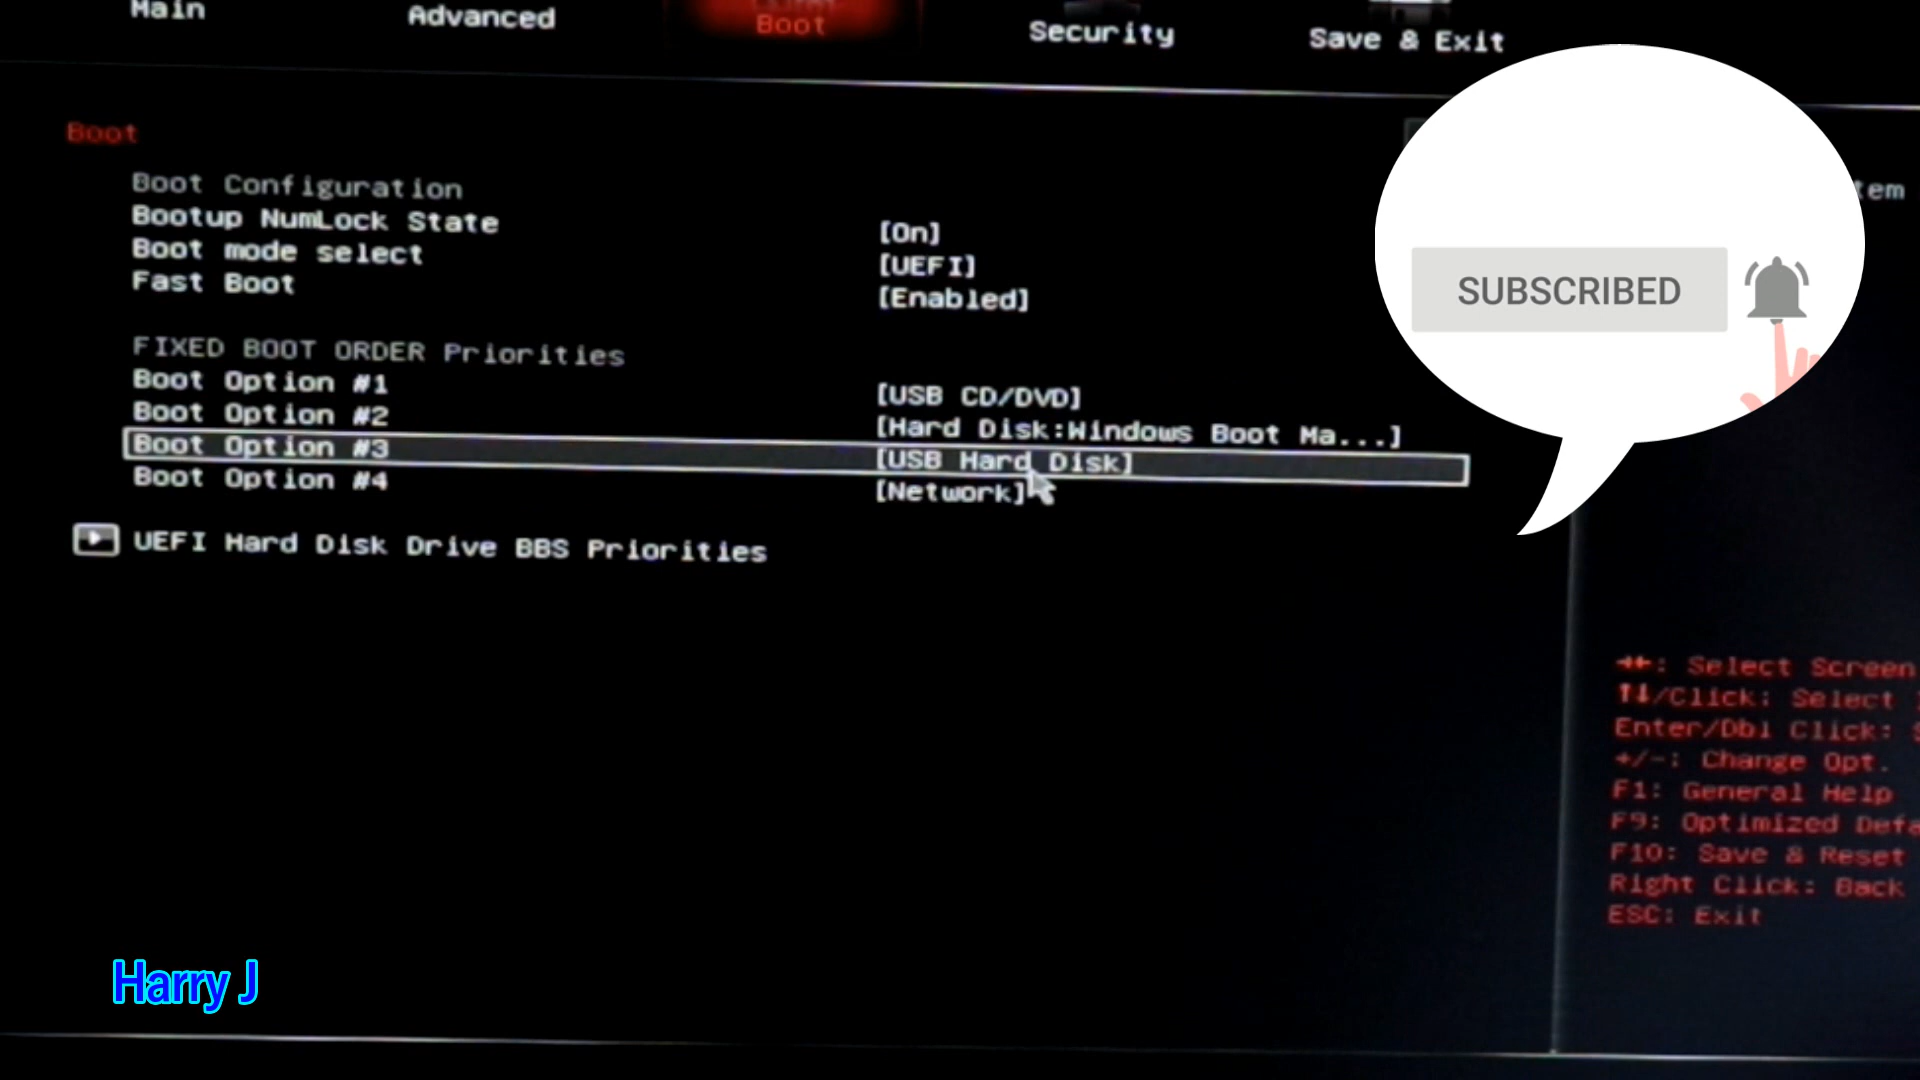 Main Advanced Boot Security Save & Exit
Boot
Boot Configuration
Bootup NumLock State [On]
Boot mode select [UEFI]
Fast Boot [Enabled]
FIXED BOOT ORDER Priorities
Boot Option #1 [USB CD/DVD]
Boot Option #2 [Hard Disk:Windows Boot Ma...]
Boot Option #3 [USB Hard Disk]
Boot Option #4 [Network]
UEFI Hard Disk Drive BBS Priorities
SUBSCRIBED
tem
→←: Select Screen
↑↓/Click: Select
Enter/Dbl Click:
+/-: Change Opt.
F1: General Help
F9: Optimized Defa
F10: Save & Reset
Right Click: Back
ESC: Exit
Harry J